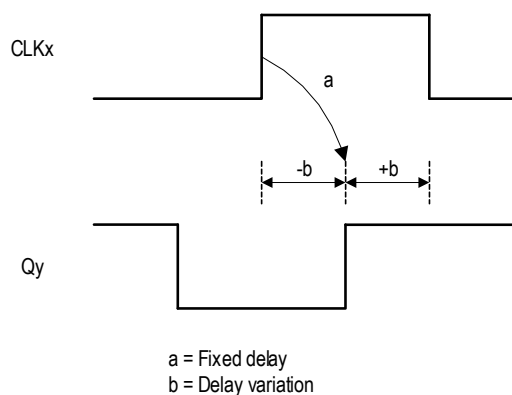 CLKx
a
-b
+b
Qy
a = Fixed delay
b = Delay variation